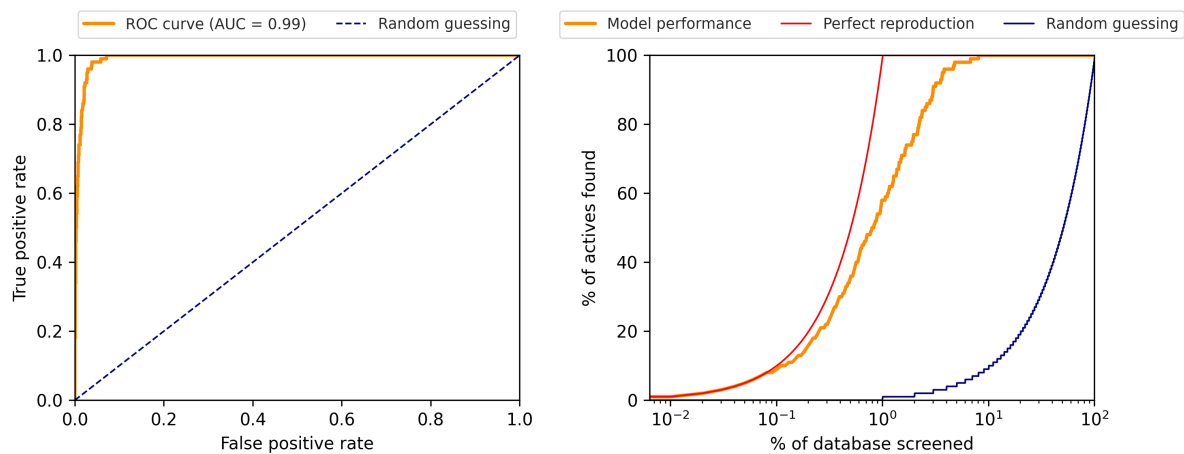 ROC curve (AUC = 0.99) Random guessing
1.0
0.8
0.6
0.4
0.2
0.0
True positive rate
0.0 0.2 0.4 0.6 0.8 1.0
False positive rate
Model performance Perfect reproduction Random guessing
100
80
60
40
20
0
% of actives found
10⁻² 10⁻¹ 10⁰ 10¹ 10²
% of database screened